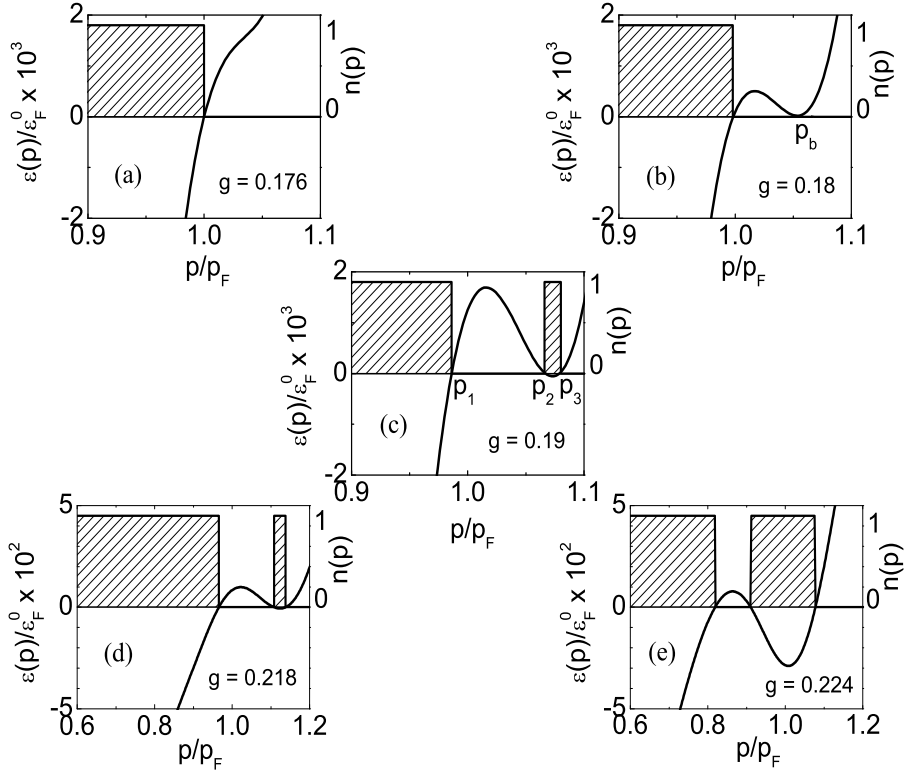 ε(p)/ε_F^0 x 10^3
2
0
-2
0.9
1.0
1.1
1
0
n(p)
(a)
g = 0.176
p/p_F
ε(p)/ε_F^0 x 10^3
2
0
-2
0.9
1.0
1.1
1
0
n(p)
p_b
(b)
g = 0.18
p/p_F
ε(p)/ε_F^0 x 10^3
2
0
-2
0.9
1.0
1.1
1
0
n(p)
p_1
p_2
p_3
(c)
g = 0.19
p/p_F
ε(p)/ε_F^0 x 10^2
5
0
-5
0.6
0.8
1.0
1.2
1
0
n(p)
(d)
g = 0.218
p/p_F
ε(p)/ε_F^0 x 10^2
5
0
-5
0.6
0.8
1.0
1.2
1
0
n(p)
(e)
g = 0.224
p/p_F